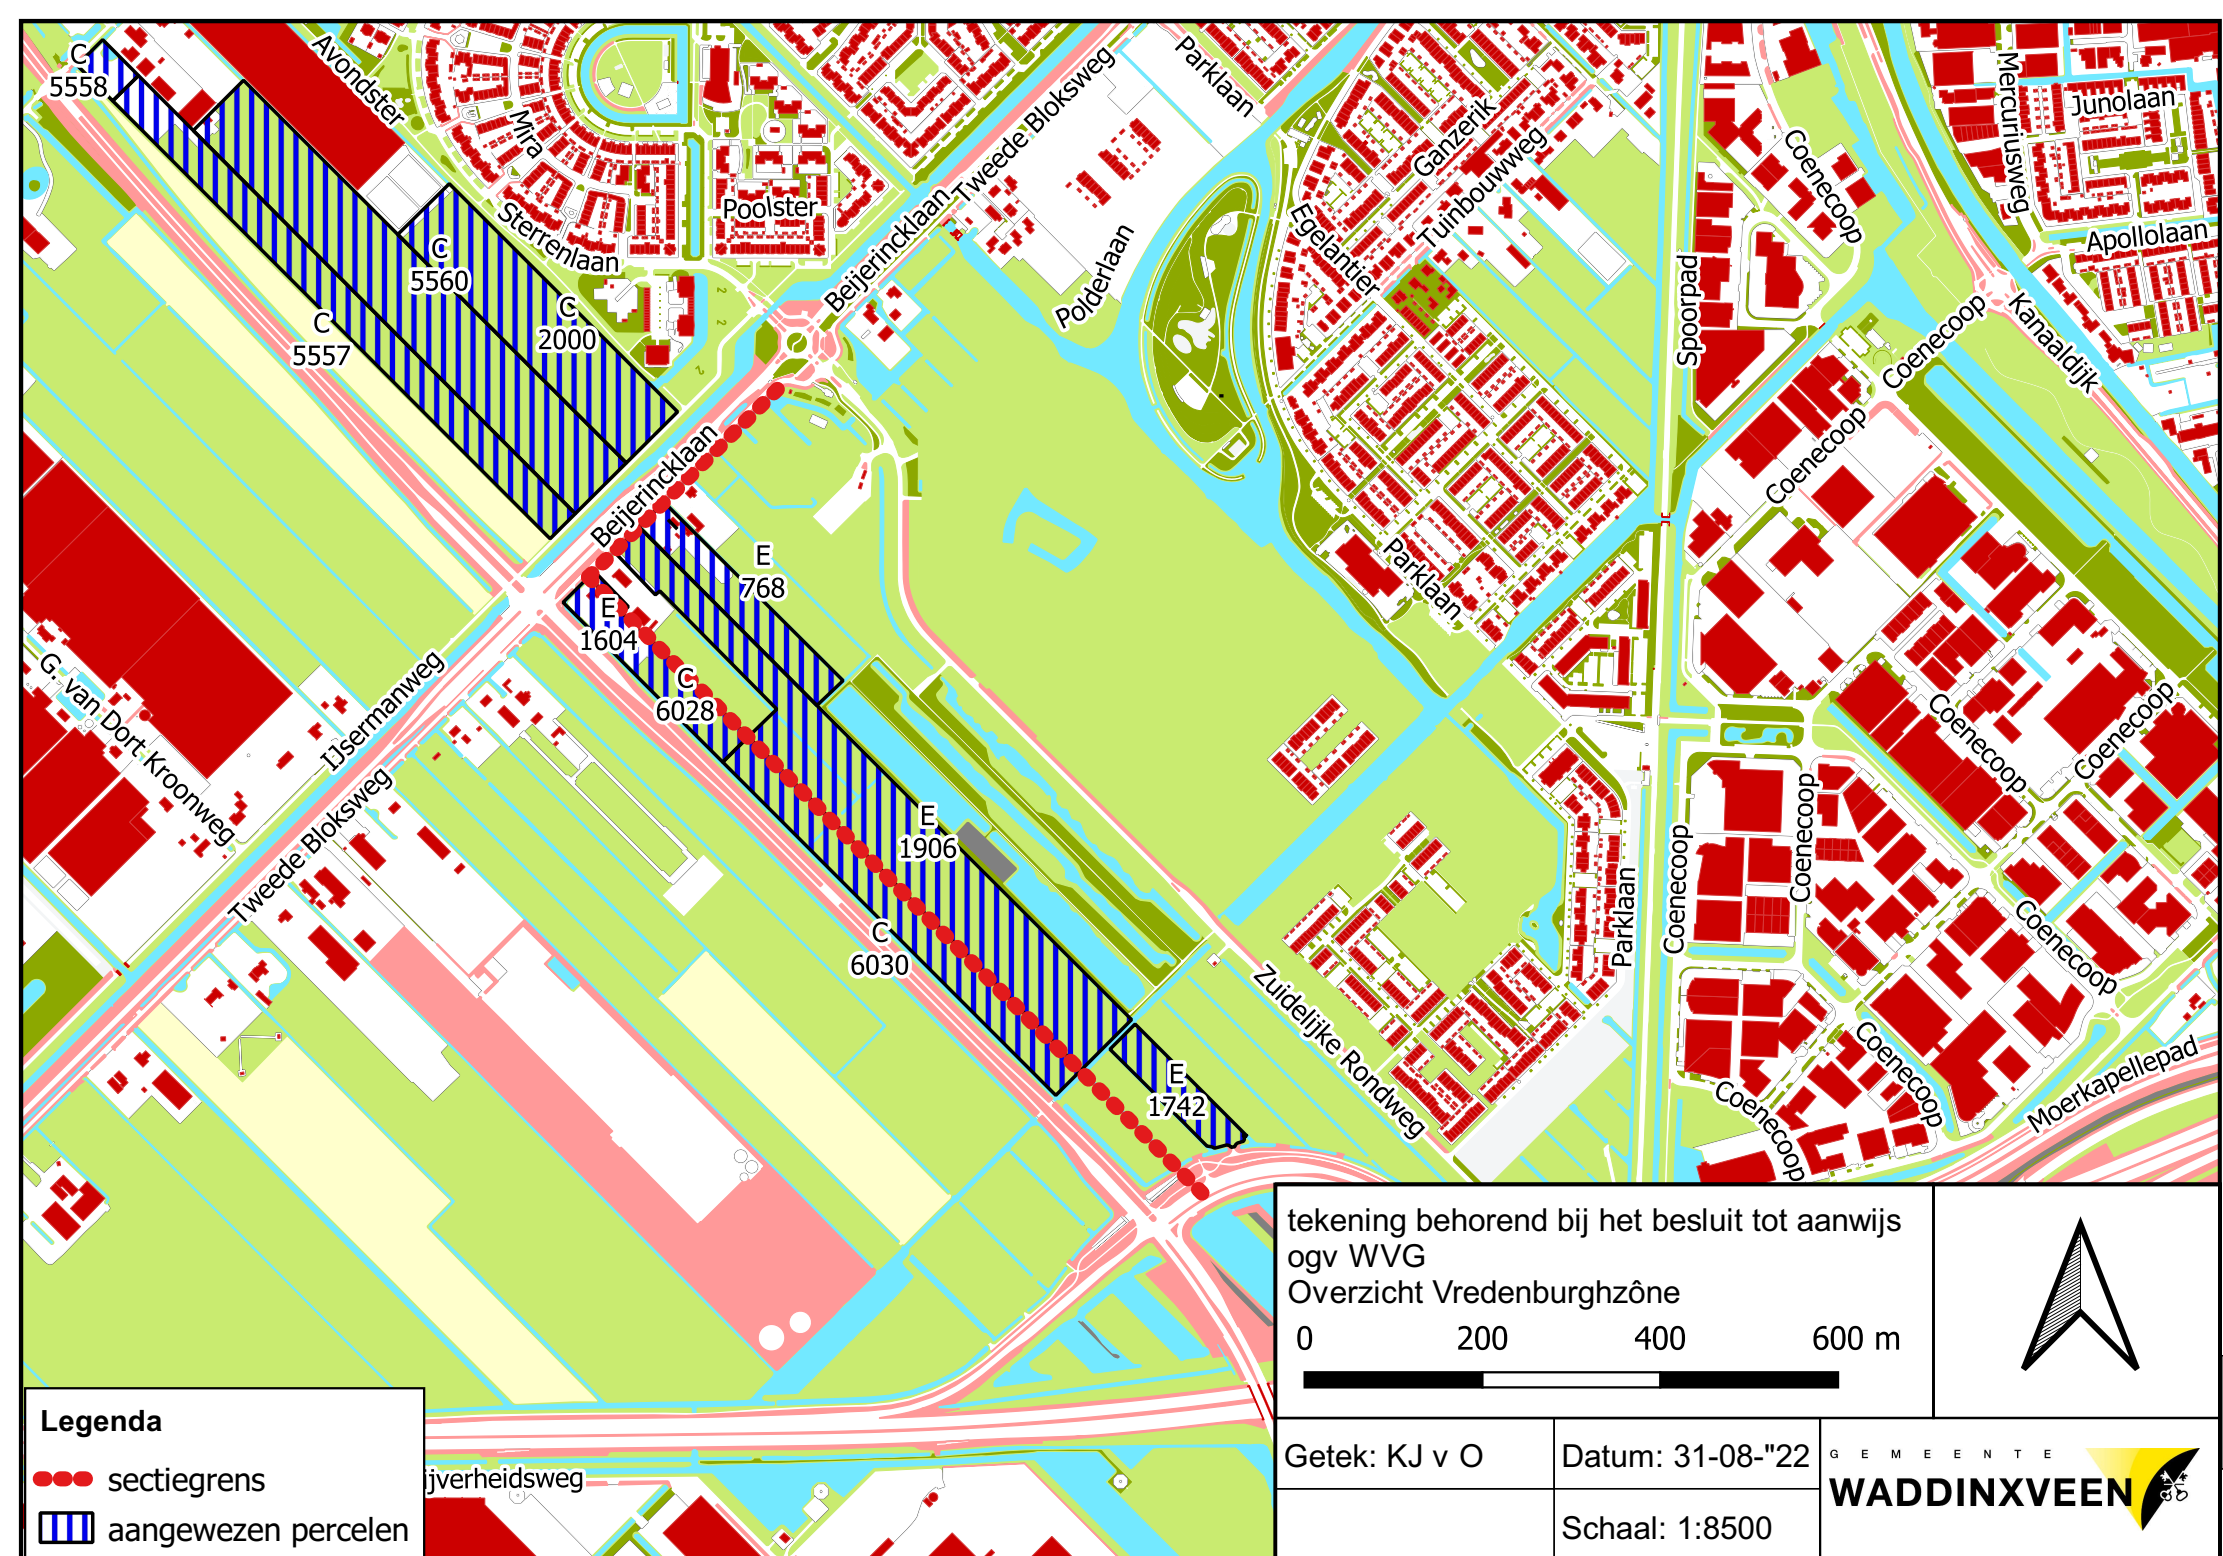 C
5558
Avondster
Mira
Poolster
Sterrenlaan
C
5560
C
2000
C
5557
Beijerincklaan
Tweede Bloksweg
Parklaan
Polderlaan
Ganzerik
Tuinbouwweg
Egelantier
Spoorpad
Coenecoop
Mercuriusweg
Junolaan
Apollolaan
Kanaaldijk
Coenecoop
Coenecoop
Beijerincklaan
E
768
E
1604
C
6028
E
1906
C
6030
E
1742
Parklaan
IJsermanweg
G. van Dort Kroonweg
Tweede Bloksweg
Zuidelijke Rondweg
Parklaan
Coenecoop
Coenecoop
Coenecoop
Coenecoop
Coenecoop
Coenecoop
Coenecoop
Moerkapellepad
ijverheidsweg
tekening behorend bij het besluit tot aanwijs
ogv WVG
Overzicht Vredenburghzône
0 200 400 600 m
Getek: KJ v O
Datum: 31-08-"22
Schaal: 1:8500
GEMEENTE
WADDINXVEEN
Legenda
sectiegrens
aangewezen percelen